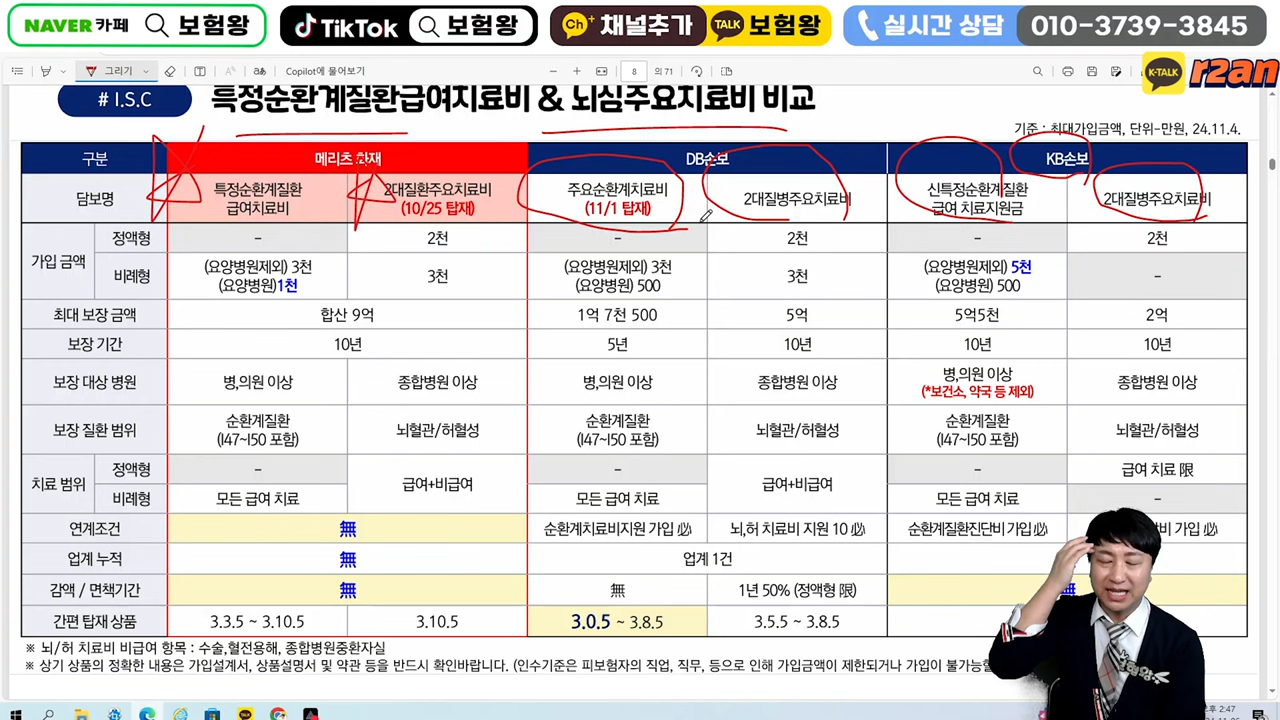 NAVER 카페 보험왕 TikTok 보험왕 Ch+ 채널추가 TALK 보험왕 실시간 상담 010-3739-3845
그리기 가 aあ Copilot에 물어보기 8 의 71
K-TALK r2an
# I.S.C 특정순환계질환급여치료비 & 뇌심주요치료비 비교
기준 : 최대가입금액, 단위-만원, 24.11.4.
구분 메리츠 화재 DB손보 KB손보
담보명 특정순환계질환 급여치료비 2대질환주요치료비 (10/25 탑재) 주요순환계치료비 (11/1 탑재) 2대질병주요치료비 신특정순환계질환 급여 치료지원금 2대질병주요치료비
가입 금액 정액형 - 2천 - 2천 - 2천
비례형 (요양병원제외) 3천 (요양병원)1천 3천 (요양병원제외) 3천 (요양병원) 500 3천 (요양병원제외) 5천 (요양병원) 500 -
최대 보장 금액 합산 9억 1억 7천 500 5억 5억5천 2억
보장 기간 10년 5년 10년 10년 10년
보장 대상 병원 병,의원 이상 종합병원 이상 병,의원 이상 종합병원 이상 병,의원 이상 (*보건소, 약국 등 제외) 종합병원 이상
보장 질환 범위 순환계질환 (I47~I50 포함) 뇌혈관/허혈성 순환계질환 (I47~I50 포함) 뇌혈관/허혈성 순환계질환 (I47~I50 포함) 뇌혈관/허혈성
치료 범위 정액형 - 급여+비급여 - 급여+비급여 - 급여 치료 限
비례형 모든 급여 치료 모든 급여 치료 모든 급여 치료 -
연계조건 無 순환계치료비지원 가입 必 뇌,허 치료비 지원 10 必 순환계질환진단비 가입 必 가입 必
업계 누적 無 업계 1건
감액 / 면책기간 無 無 1년 50% (정액형 限) 無
간편 탑재 상품 3.3.5 ~ 3.10.5 3.10.5 3.0.5 ~ 3.8.5 3.5.5 ~ 3.8.5
※ 뇌/허 치료비 비급여 항목 : 수술,혈전용해, 종합병원중환자실
※ 상기 상품의 정확한 내용은 가입설계서, 상품설명서 및 약관 등을 반드시 확인바랍니다. (인수기준은 피보험자의 직업, 직무, 등으로 인해 가입금액이 제한되거나 가입이 불가능할
보험왕
2:47